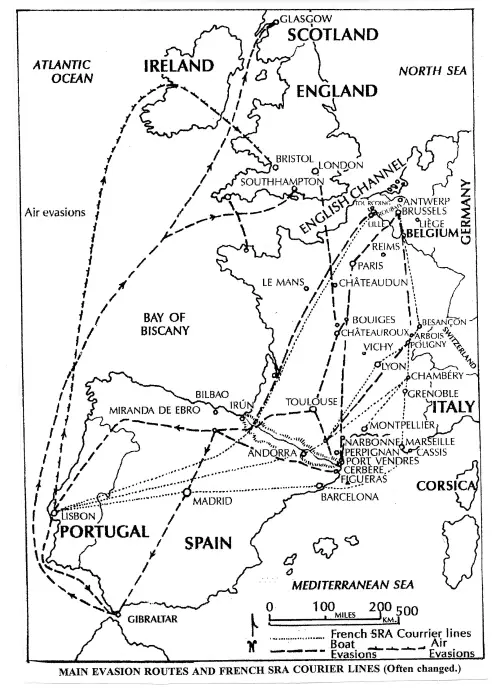 GLASGOW
SCOTLAND
ATLANTIC
OCEAN
IRELAND
NORTH SEA
ENGLAND
BRISTOL
LONDON
SOUTHHAMPTON
ENGLISH CHANNEL
GERMANY
TOURCOING
ANTWERP
BRUSSELS
Air evasions
LILLE
LIÈGE
BELGIUM
REIMS
PARIS
LE MANS
CHÂTEAUDUN
BAY OF
BISCANY
BOUIGES
BESANÇON
CHÂTEAUROUX
ARBOIS
POLIGNY
SWITZERLAND
VICHY
LYON
CHAMBÉRY
GRENOBLE
BILBAO
IRÚN
TOULOUSE
ITALY
MIRANDA DE EBRO
MONTPELLIER
NARBONNE
MARSEILLE
ANDORRA
PERPIGNAN
CASSIS
PORT VENDRES
CERBÈRE
FIGUERAS
CORSICA
MADRID
BARCELONA
LISBON
PORTUGAL
SPAIN
MEDITERRANEAN SEA
GIBRALTAR
0 100 200 500
MILES KM.
French SRA Courrier lines
Boat Air
Evasions Evasions
MAIN EVASION ROUTES AND FRENCH SRA COURIER LINES (Often changed.)